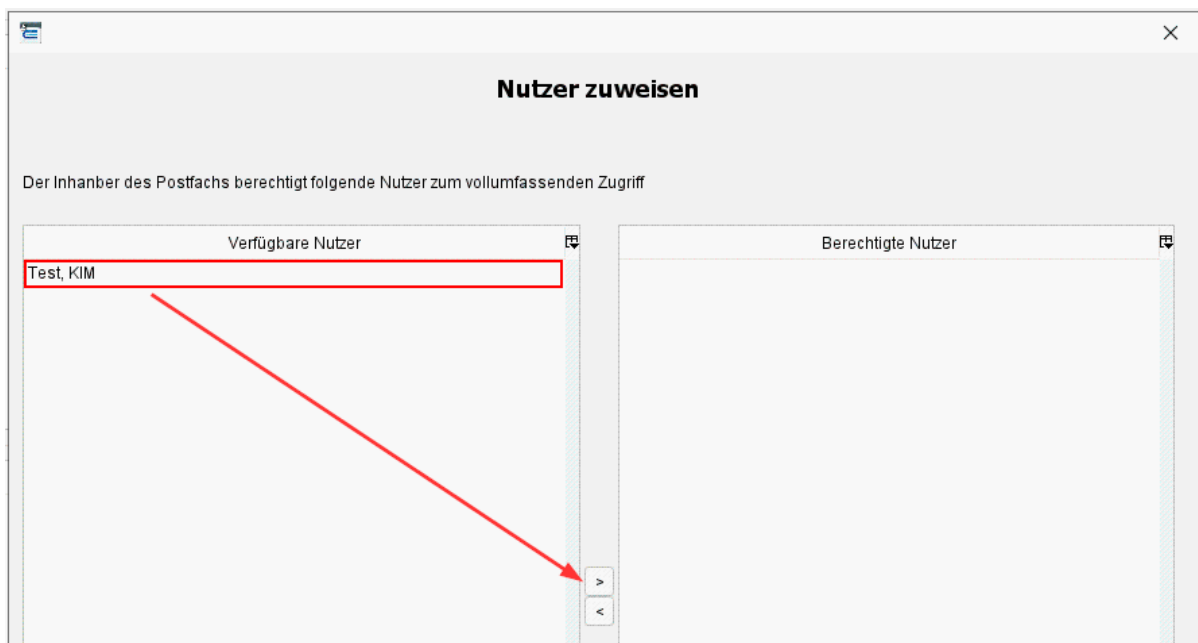 Nutzer zuweisen
Der Inhanber des Postfachs berechtigt folgende Nutzer zum vollumfassenden Zugriff
Verfügbare Nutzer
Berechtigte Nutzer
Test, KIM
>
<